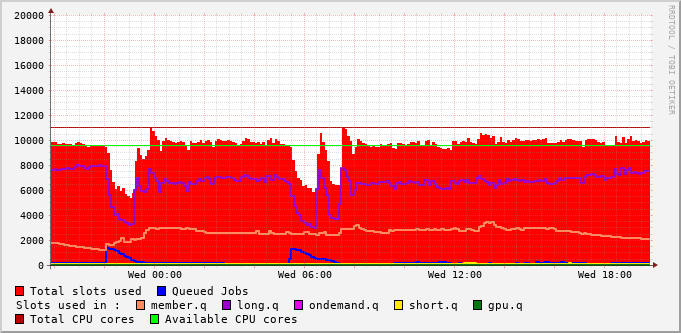 20000
18000
16000
14000
12000
10000
8000
6000
4000
2000
0
Wed 00:00 Wed 06:00 Wed 12:00 Wed 18:00
RRDTOOL / TOBI OETIKER
Total slots used Queued Jobs
Slots used in : member.q long.q ondemand.q short.q gpu.q
Total CPU cores Available CPU cores